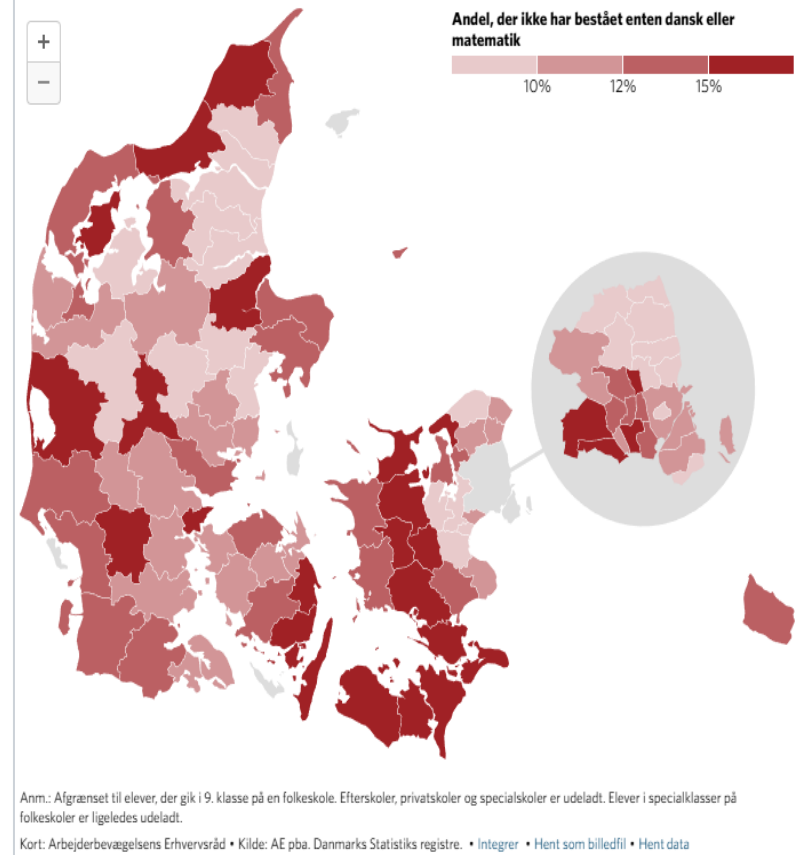 +
−
Andel, der ikke har bestået enten dansk eller
matematik
10% 12% 15%
Anm.: Afgrænset til elever, der gik i 9. klasse på en folkeskole. Efterskoler, privatskoler og specialskoler er udeladt. Elever i specialklasser på
folkeskoler er ligeledes udeladt.
Kort: Arbejderbevægelsens Erhvervsråd • Kilde: AE pba. Danmarks Statistiks registre. • Integrer • Hent som billedfil • Hent data